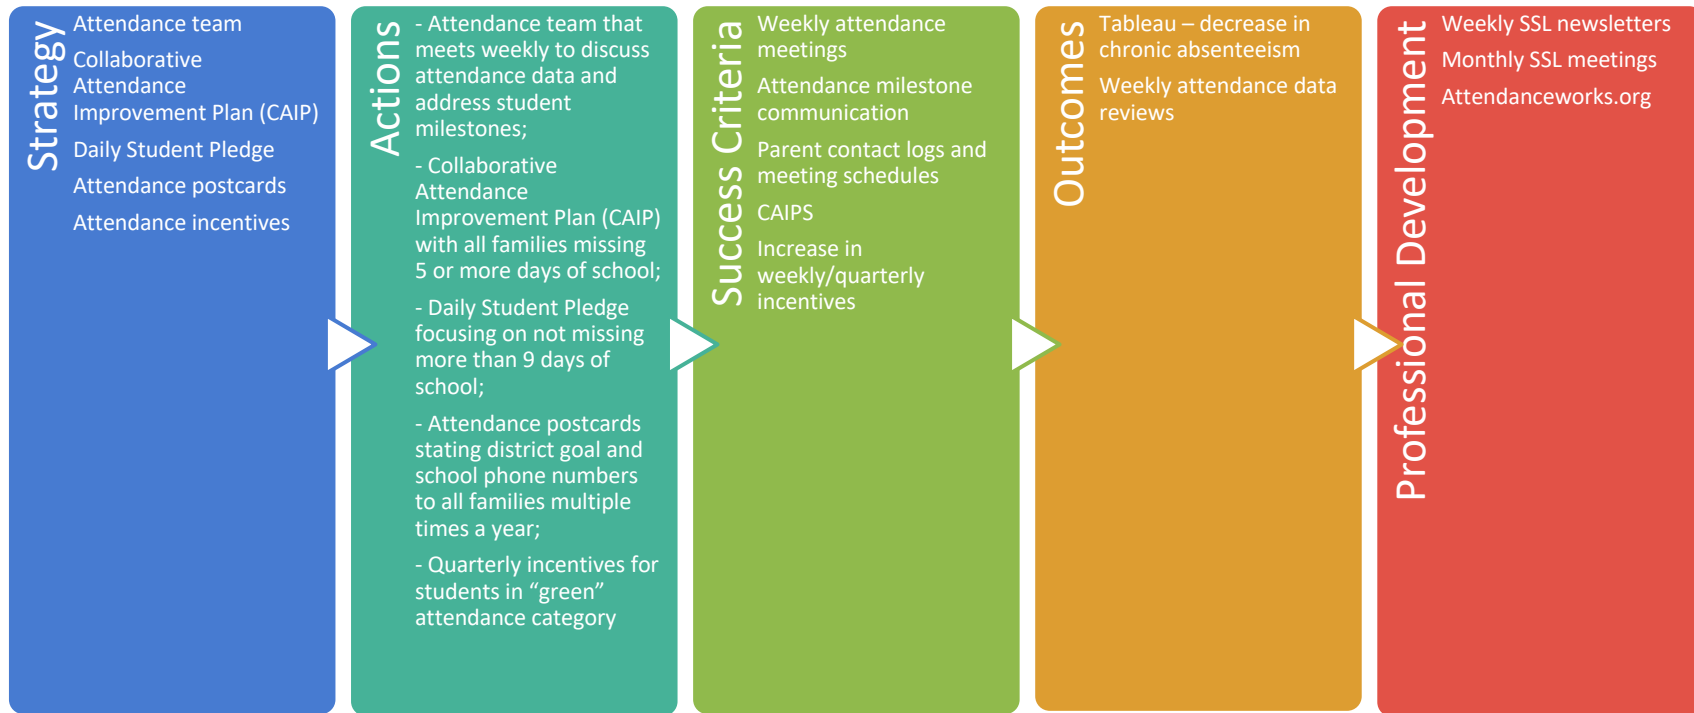 Strategy
Attendance team
Collaborative
Attendance
Improvement Plan (CAIP)
Daily Student Pledge
Attendance postcards
Attendance incentives
Actions
- Attendance team that
meets weekly to discuss
attendance data and
address student
milestones;
- Collaborative
Attendance
Improvement Plan (CAIP)
with all families missing
5 or more days of school;
- Daily Student Pledge
focusing on not missing
more than 9 days of
school;
- Attendance postcards
stating district goal and
school phone numbers
to all families multiple
times a year;
- Quarterly incentives for
students in “green”
attendance category
Success Criteria
Weekly attendance
meetings
Attendance milestone
communication
Parent contact logs and
meeting schedules
CAIPS
Increase in
weekly/quarterly
incentives
Outcomes
Tableau – decrease in
chronic absenteeism
Weekly attendance data
reviews
Professional Development
Weekly SSL newsletters
Monthly SSL meetings
Attendanceworks.org